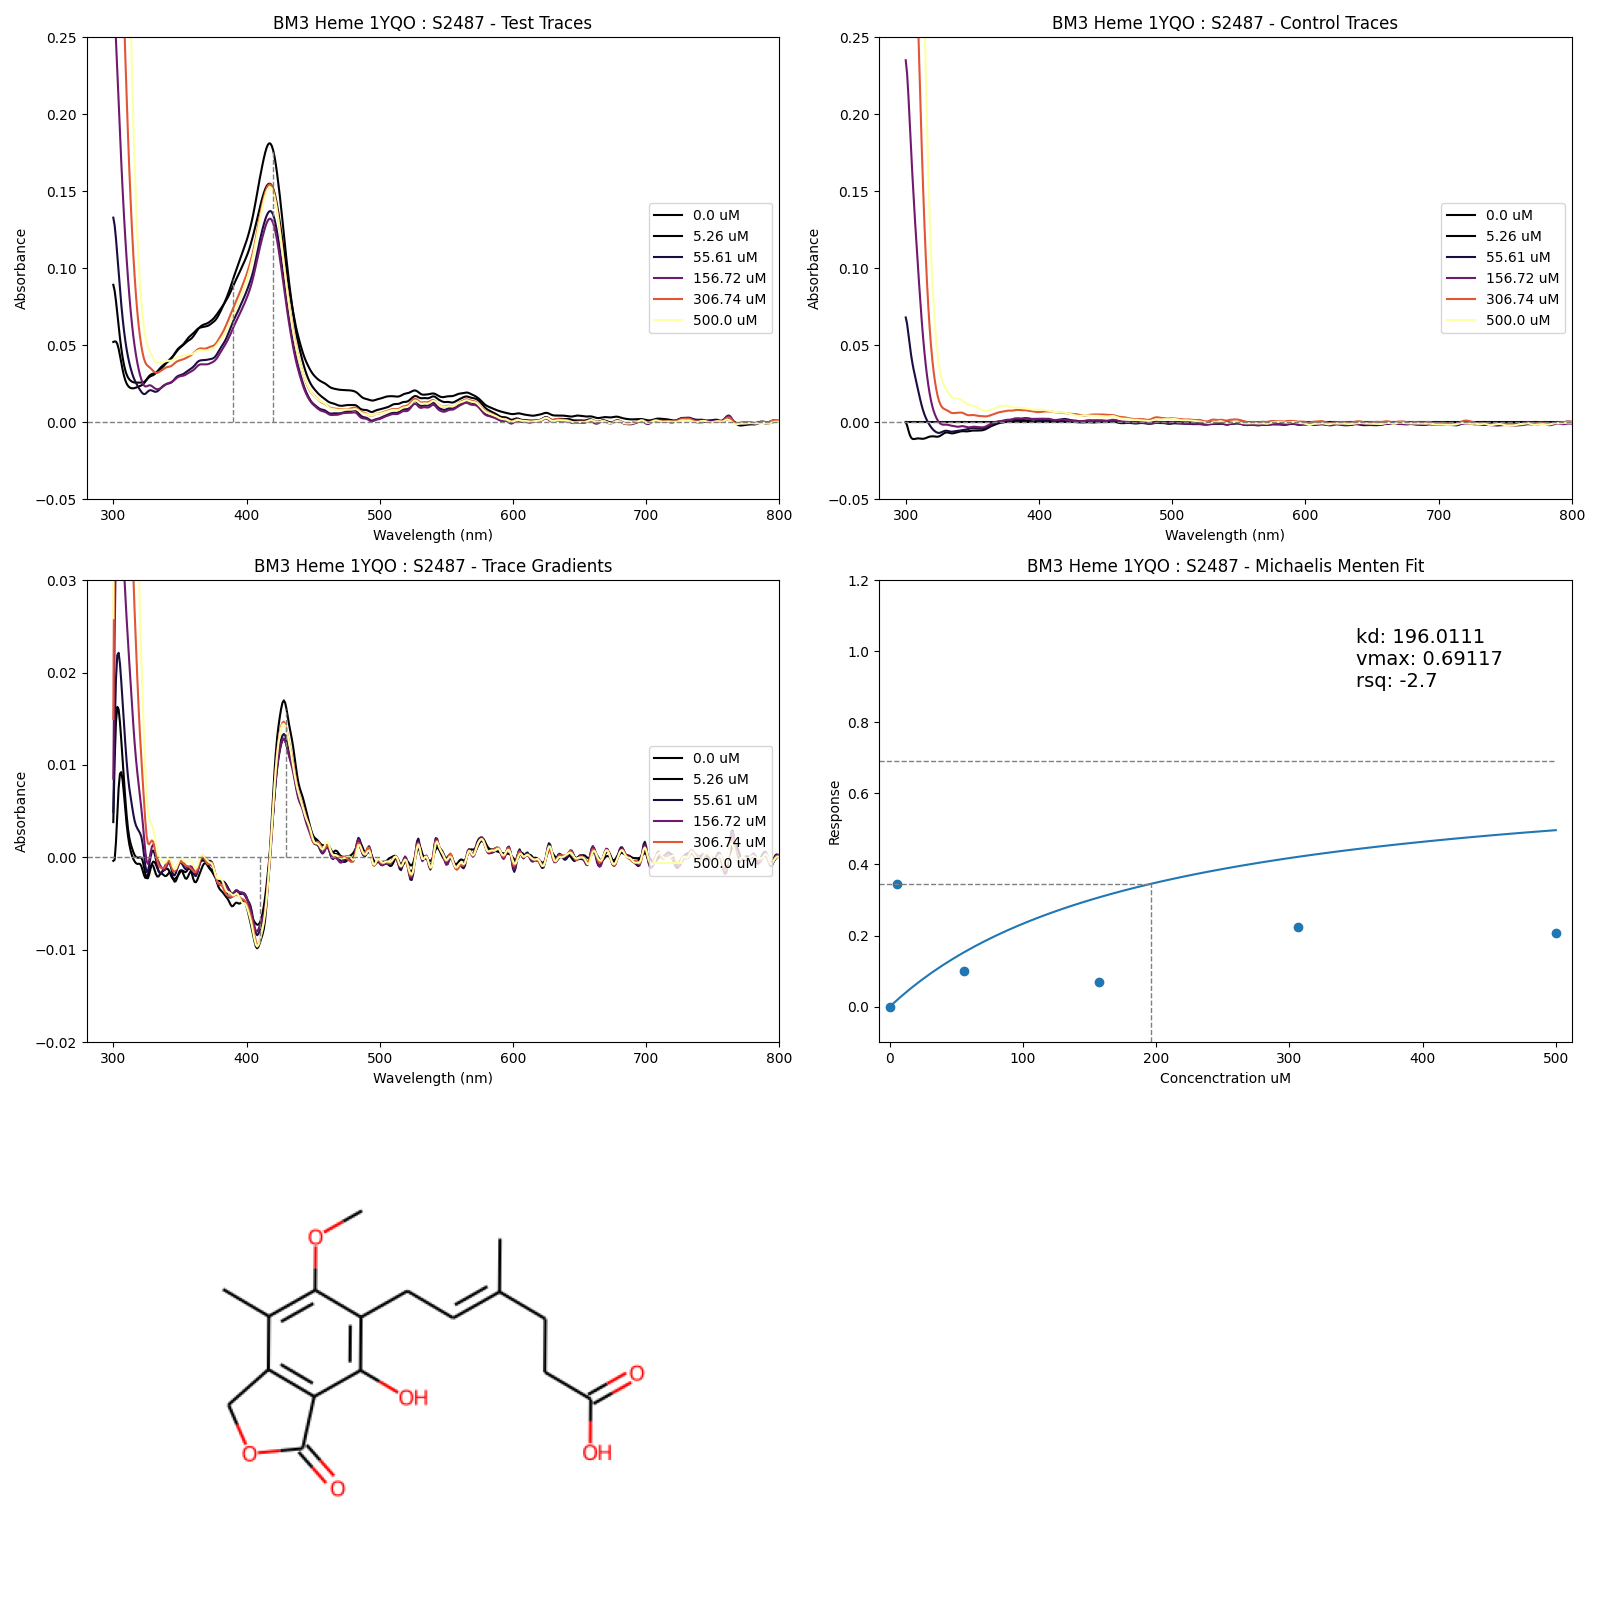 BM3 Heme 1YQO : S2487 - Test Traces
0.25
0.20
0.15
0.10
0.05
0.00
−0.05
Absorbance
0.0 uM
5.26 uM
55.61 uM
156.72 uM
306.74 uM
500.0 uM
300 400 500 600 700 800
Wavelength (nm)
BM3 Heme 1YQO : S2487 - Control Traces
0.25
0.20
0.15
0.10
0.05
0.00
−0.05
Absorbance
0.0 uM
5.26 uM
55.61 uM
156.72 uM
306.74 uM
500.0 uM
300 400 500 600 700 800
Wavelength (nm)
BM3 Heme 1YQO : S2487 - Trace Gradients
0.03
0.02
0.01
0.00
−0.01
−0.02
Absorbance
0.0 uM
5.26 uM
55.61 uM
156.72 uM
306.74 uM
500.0 uM
300 400 500 600 700 800
Wavelength (nm)
BM3 Heme 1YQO : S2487 - Michaelis Menten Fit
1.2
1.0
0.8
0.6
0.4
0.2
0.0
Response
kd: 196.0111
vmax: 0.69117
rsq: -2.7
0 100 200 300 400 500
Concenctration uM
O
O
OH
OH
O
O